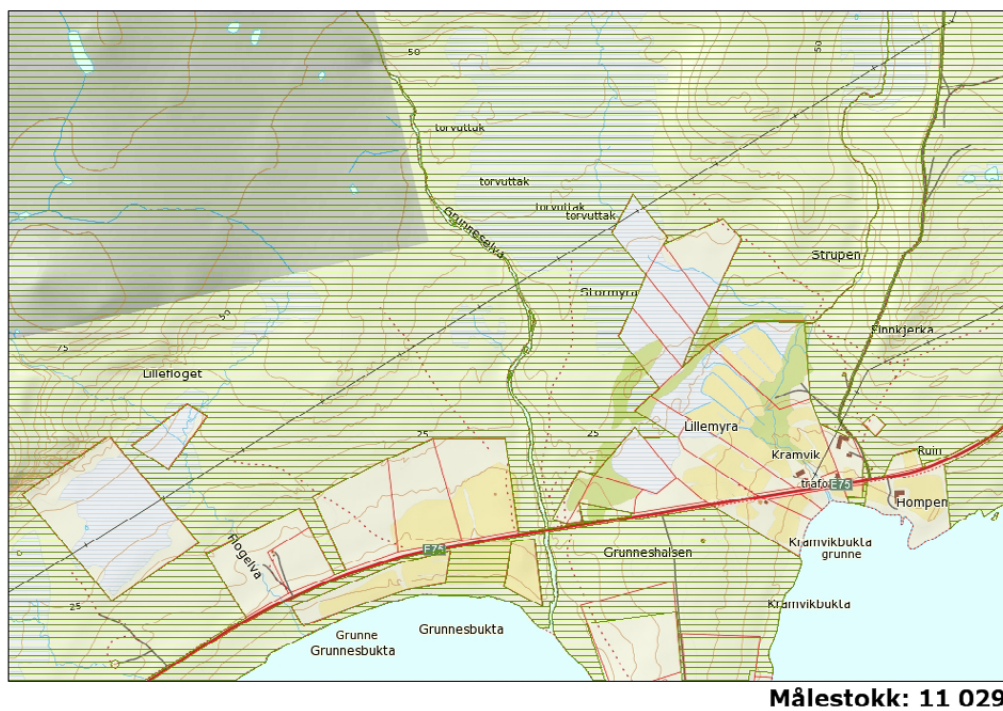 50
50
torvuttak
torvuttak
torvuttak
torvuttak
Grunneselva
Strupen
Stormyra
50
Finnkjerka
75
Lillefloget
25
25
Lillemyra
Kramvik
Ruin
trafo
E75
Hompen
Flogelva
E75
Grunneshalsen
Kramvikbukta
grunne
25
Kramvikbukta
Grunne
Grunnesbukta
Grunnesbukta
Målestokk: 11 029